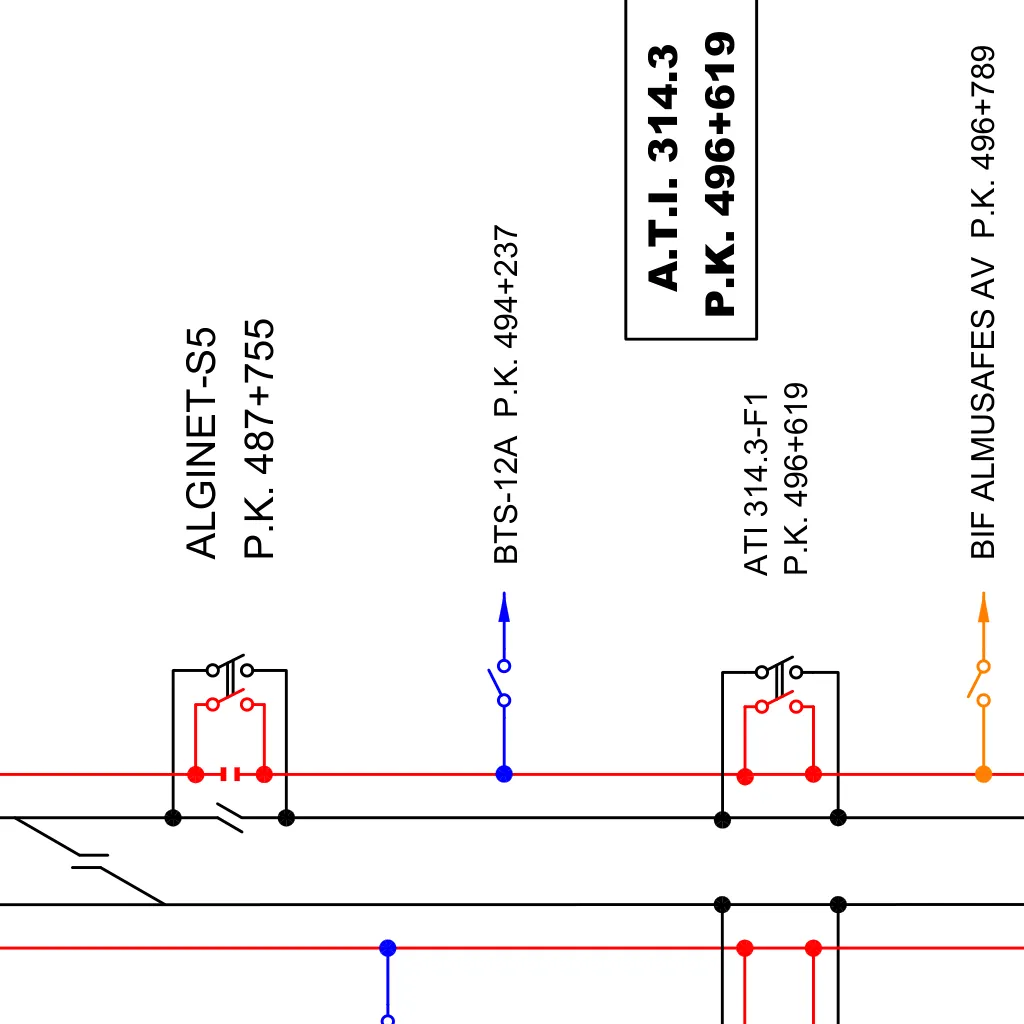 ALGINET-S5
P.K. 487+755
BTS-12A  P.K. 494+237
A.T.I. 314.3
P.K. 496+619
ATI 314.3-F1
P.K. 496+619
BIF ALMUSAFES AV  P.K. 496+789